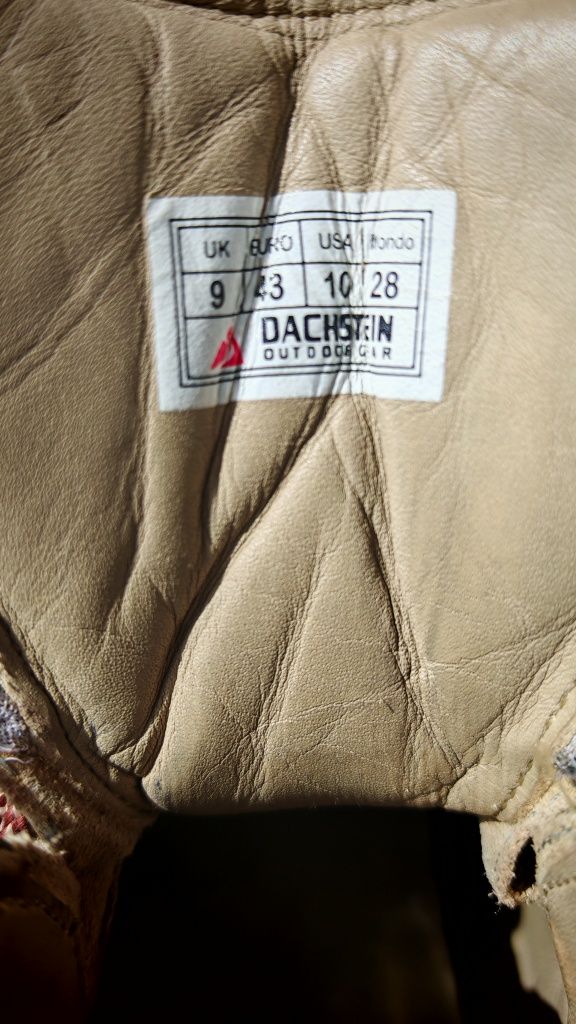 UK EURO USA Mondo
9 43 10 28
DACHSTEIN
OUTDOOR GEAR